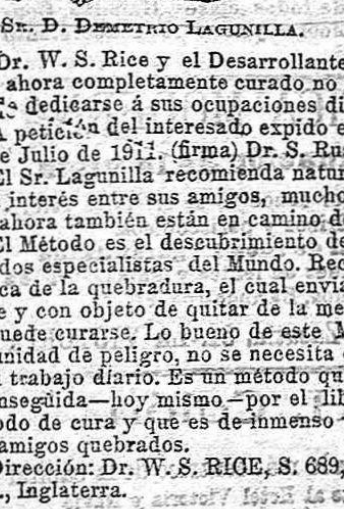 SR. D. DEMETRIO LAGUNILLA.
Dr. W. S. Rice y el Desarrollante
ahora completamente curado no
dedicarse á sus ocupaciones di
petición del interesado expido e
e Julio de 1911. (firma) Dr. S. Rus
El Sr. Lagunilla recomienda natur
interés entre sus amigos, mucho
ahora también están en camino de
El Método es el descubrimiento de
dos especialistas del Mundo. Rec
ca de la quebradura, el cual envia
e y con objeto de quitar de la me
uede curarse. Lo bueno de este M
unidad de peligro, no se necesita
trabajo diario. Es un método qu
nseguida—hoy mismo—por el lib
odo de cura y que es de inmenso
amigos quebrados.
Dirección: Dr. W. S. RICE, S. 689,
., Inglaterra.